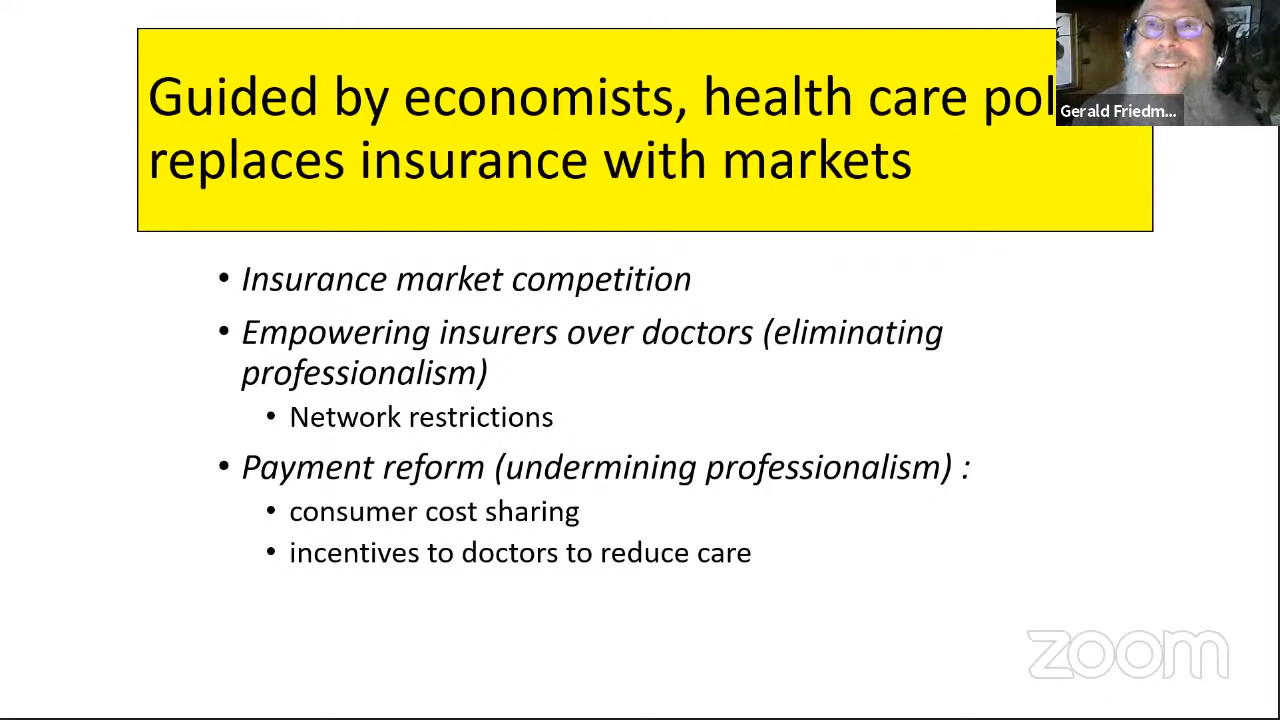 Guided by economists, health care pol
replaces insurance with markets
Gerald Friedm...
• Insurance market competition
• Empowering insurers over doctors (eliminating
professionalism)
• Network restrictions
• Payment reform (undermining professionalism) :
• consumer cost sharing
• incentives to doctors to reduce care
zoom